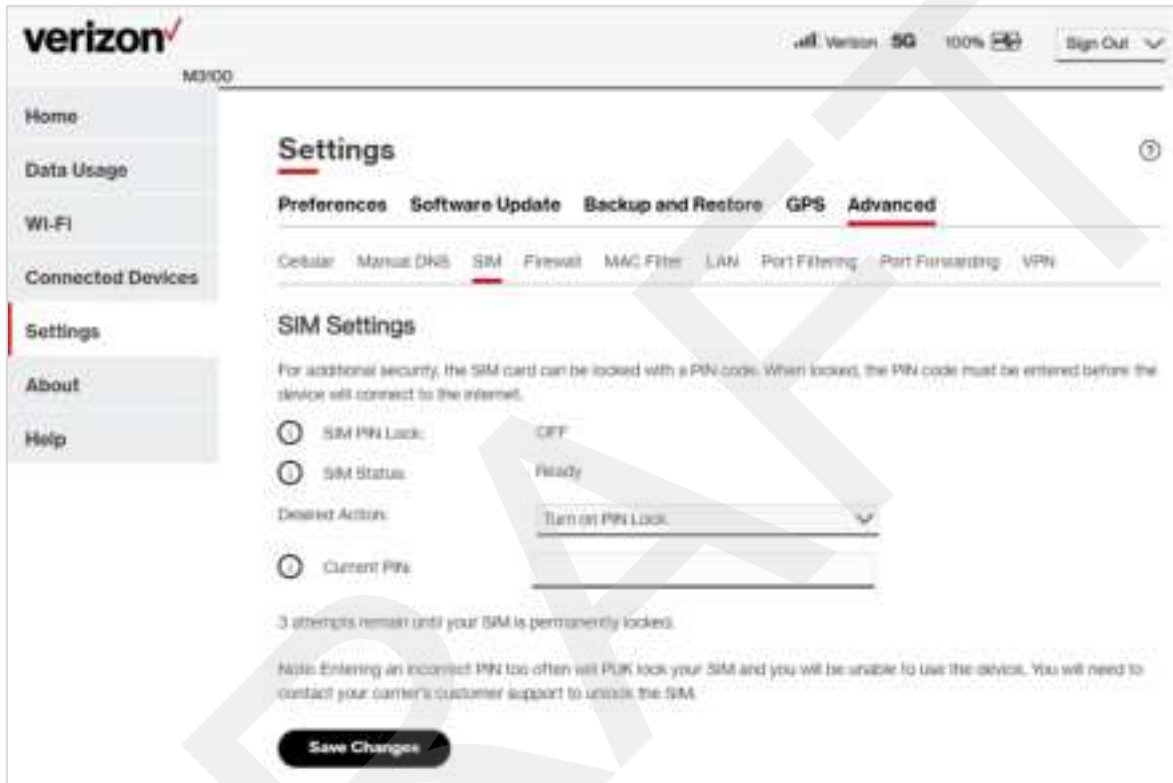 verizon
Verizon 5G 100% Sign Out
M3100
Home
Data Usage
Wi-Fi
Connected Devices
Settings
About
Help
Settings
Preferences Software Update Backup and Restore GPS Advanced
Cellular Manual DNS SIM Firewall MAC Filter LAN Port Filtering Port Forwarding VPN
SIM Settings
For additional security, the SIM card can be locked with a PIN code. When locked, the PIN code must be entered before the
device will connect to the internet.
SIM PIN Lock: OFF
SIM Status: Ready
Desired Action: Turn on PIN Lock
Current PIN:
3 attempts remain until your SIM is permanently locked.
Note: Entering an incorrect PIN too often will PUK lock your SIM and you will be unable to use the device. You will need to
contact your carrier's customer support to unlock the SIM.
Save Changes
DRAFT